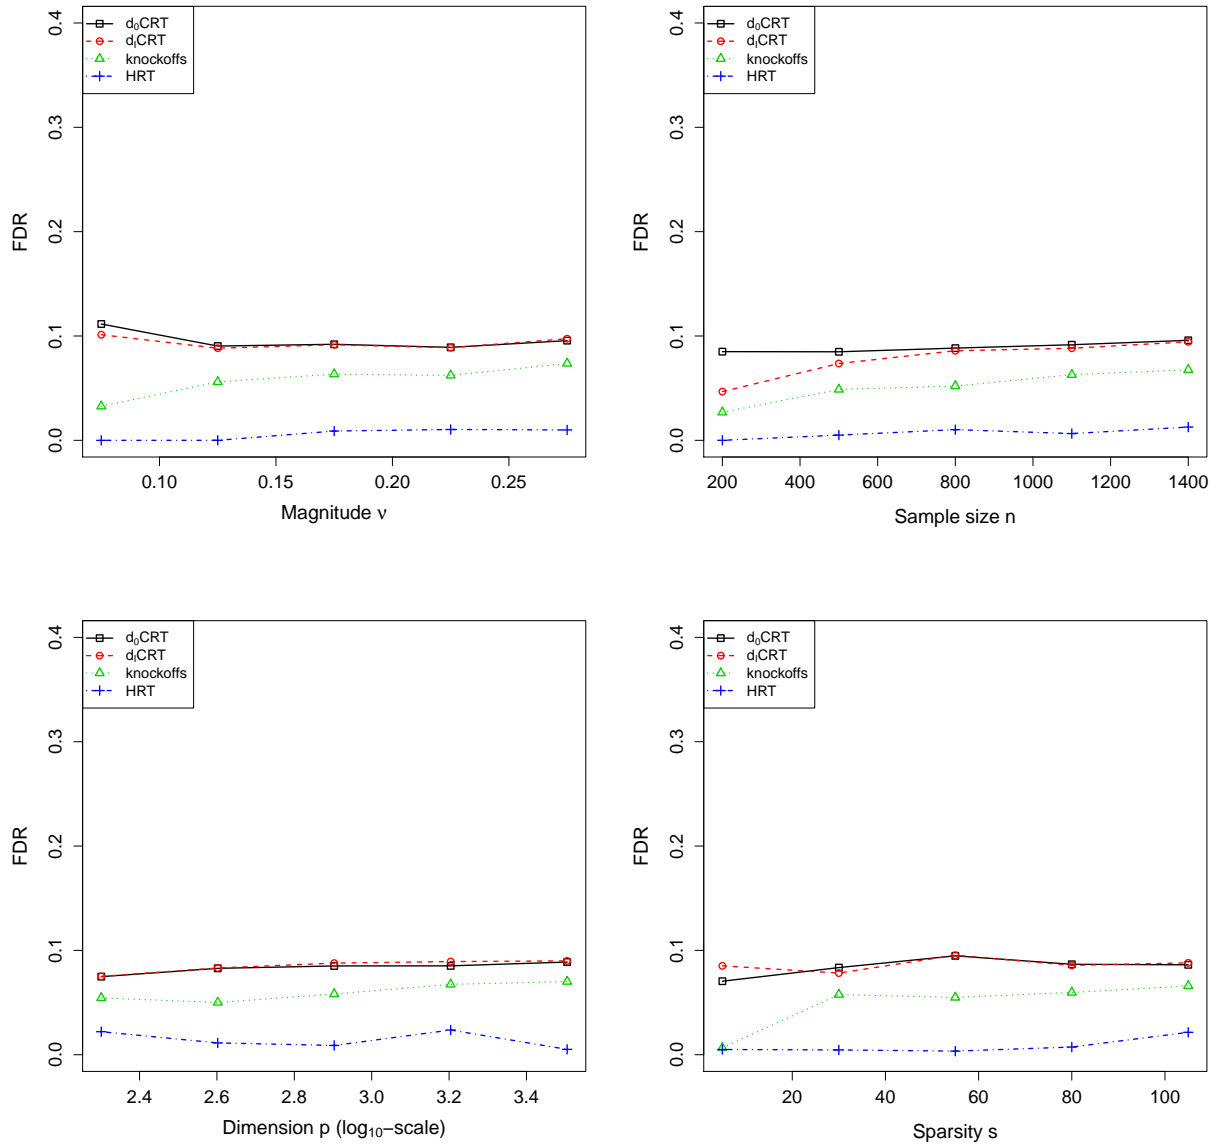 d₀CRT
dₗCRT
knockoffs
HRT
FDR
0.0
0.1
0.2
0.3
0.4
0.10
0.15
0.20
0.25
Magnitude ν
d₀CRT
dₗCRT
knockoffs
HRT
FDR
0.0
0.1
0.2
0.3
0.4
200
400
600
800
1000
1200
1400
Sample size n
d₀CRT
dₗCRT
knockoffs
HRT
FDR
0.0
0.1
0.2
0.3
0.4
2.4
2.6
2.8
3.0
3.2
3.4
Dimension p (log₁₀−scale)
d₀CRT
dₗCRT
knockoffs
HRT
FDR
0.0
0.1
0.2
0.3
0.4
20
40
60
80
100
Sparsity s